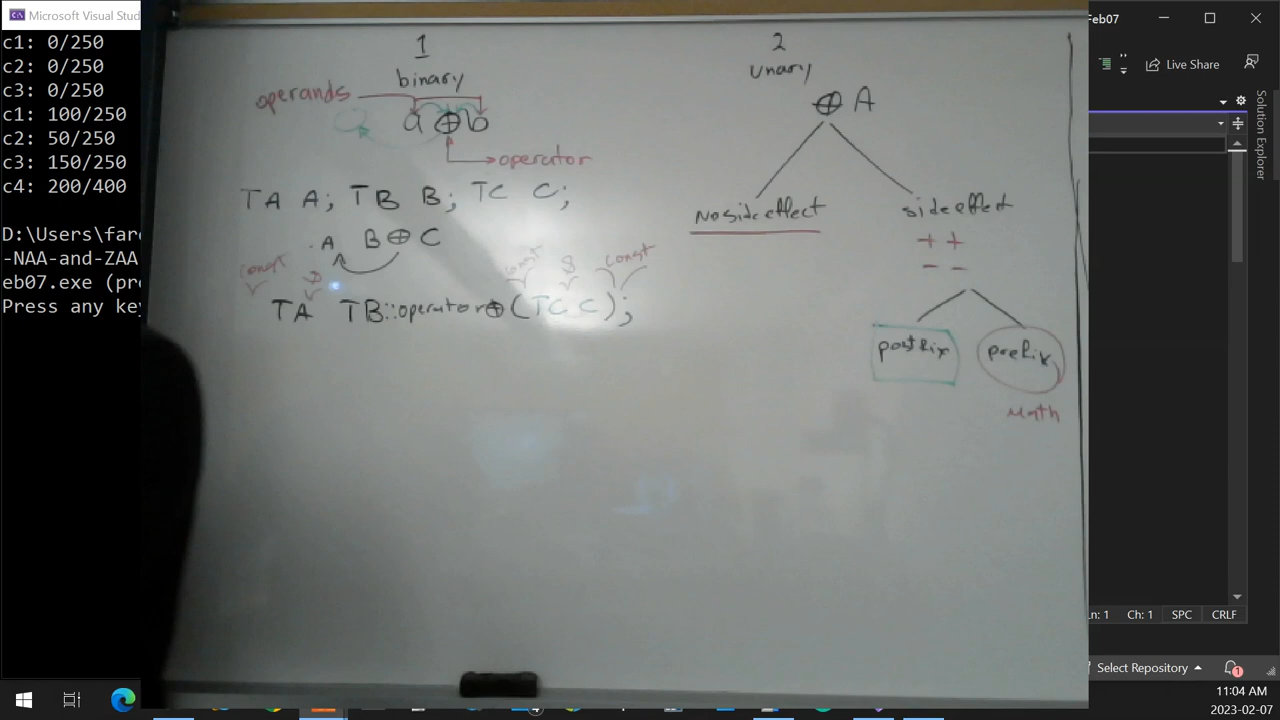 Microsoft Visual Stud
c1: 0/250
c2: 0/250
c3: 0/250
c1: 100/250
c2: 50/250
c3: 150/250
c4: 200/400
D:\Users\far
-NAA-and-ZAA
eb07.exe (pr
Press any key
1
binary
operands
a ⊕ b
operator
TA A; TB B; TC C;
A B ⊕ C
const const & const
TA TB::operator⊕(TC C);
2
unary
⊕ A
No side effect
side effect
+ +
- -
postfix
prefix
Math
Feb07
Live Share
Solution Explorer
Ln: 1 Ch: 1 SPC CRLF
Select Repository
1
4
11:04 AM
2023-02-07